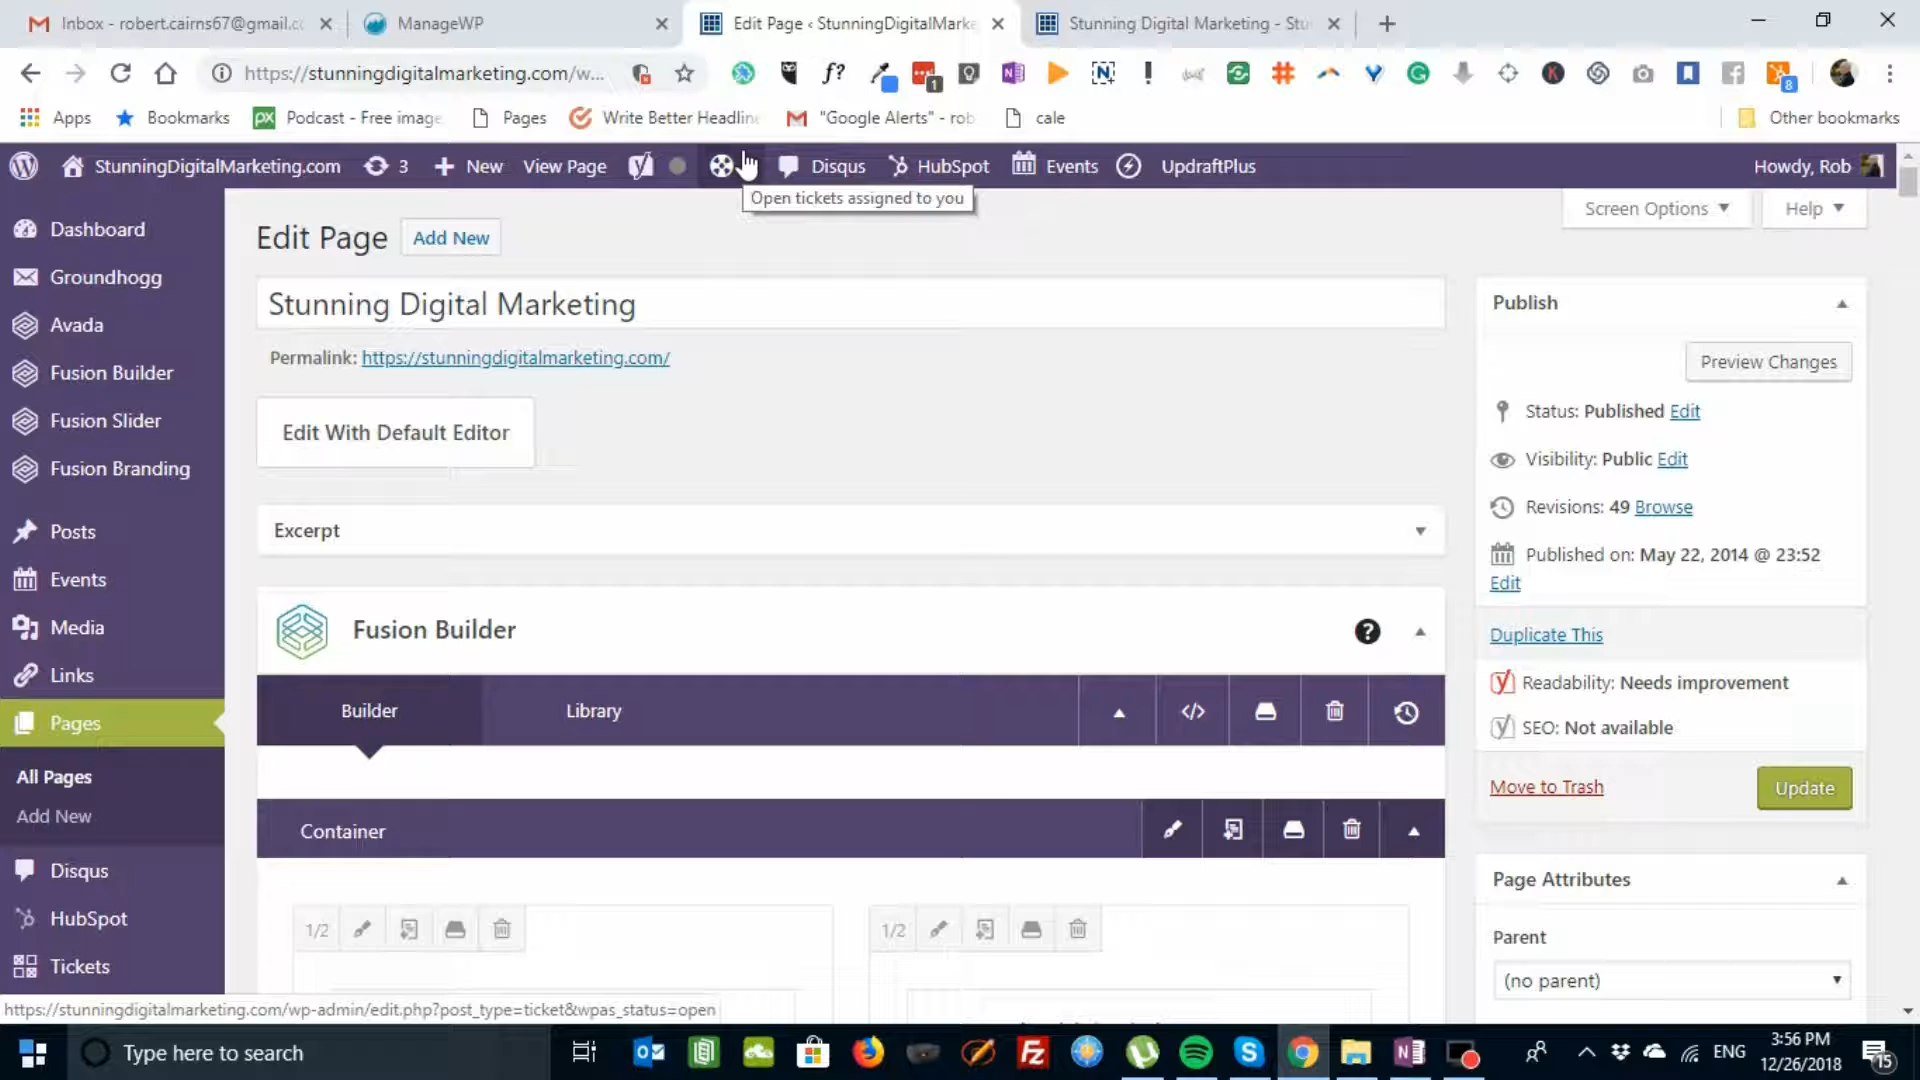 Inbox - robert.cairns67@gmail.c
ManageWP
Edit Page ‹ StunningDigitalMarke
Stunning Digital Marketing - Stu
https://stunningdigitalmarketing.com/w...
f?
1
8
Apps
Bookmarks
px
Podcast - Free image
Pages
Write Better Headlin
"Google Alerts" - rob
cale
Other bookmarks
StunningDigitalMarketing.com
3
New
View Page
Disqus
HubSpot
Events
UpdraftPlus
Howdy, Rob
Open tickets assigned to you
Screen Options
Help
Dashboard
Groundhogg
Avada
Fusion Builder
Fusion Slider
Fusion Branding
Posts
Events
Media
Links
Pages
All Pages
Add New
Disqus
HubSpot
Tickets
Edit Page
Add New
Stunning Digital Marketing
Permalink: https://stunningdigitalmarketing.com/
Edit With Default Editor
Excerpt
Fusion Builder
Builder
Library
Container
1/2
1/2
Publish
Preview Changes
Status: Published Edit
Visibility: Public Edit
Revisions: 49 Browse
Published on: May 22, 2014 @ 23:52
Edit
Duplicate This
Readability: Needs improvement
SEO: Not available
Move to Trash
Update
Page Attributes
Parent
(no parent)
https://stunningdigitalmarketing.com/wp-admin/edit.php?post_type=ticket&wpas_status=open
Type here to search
ENG
3:56 PM
12/26/2018
15